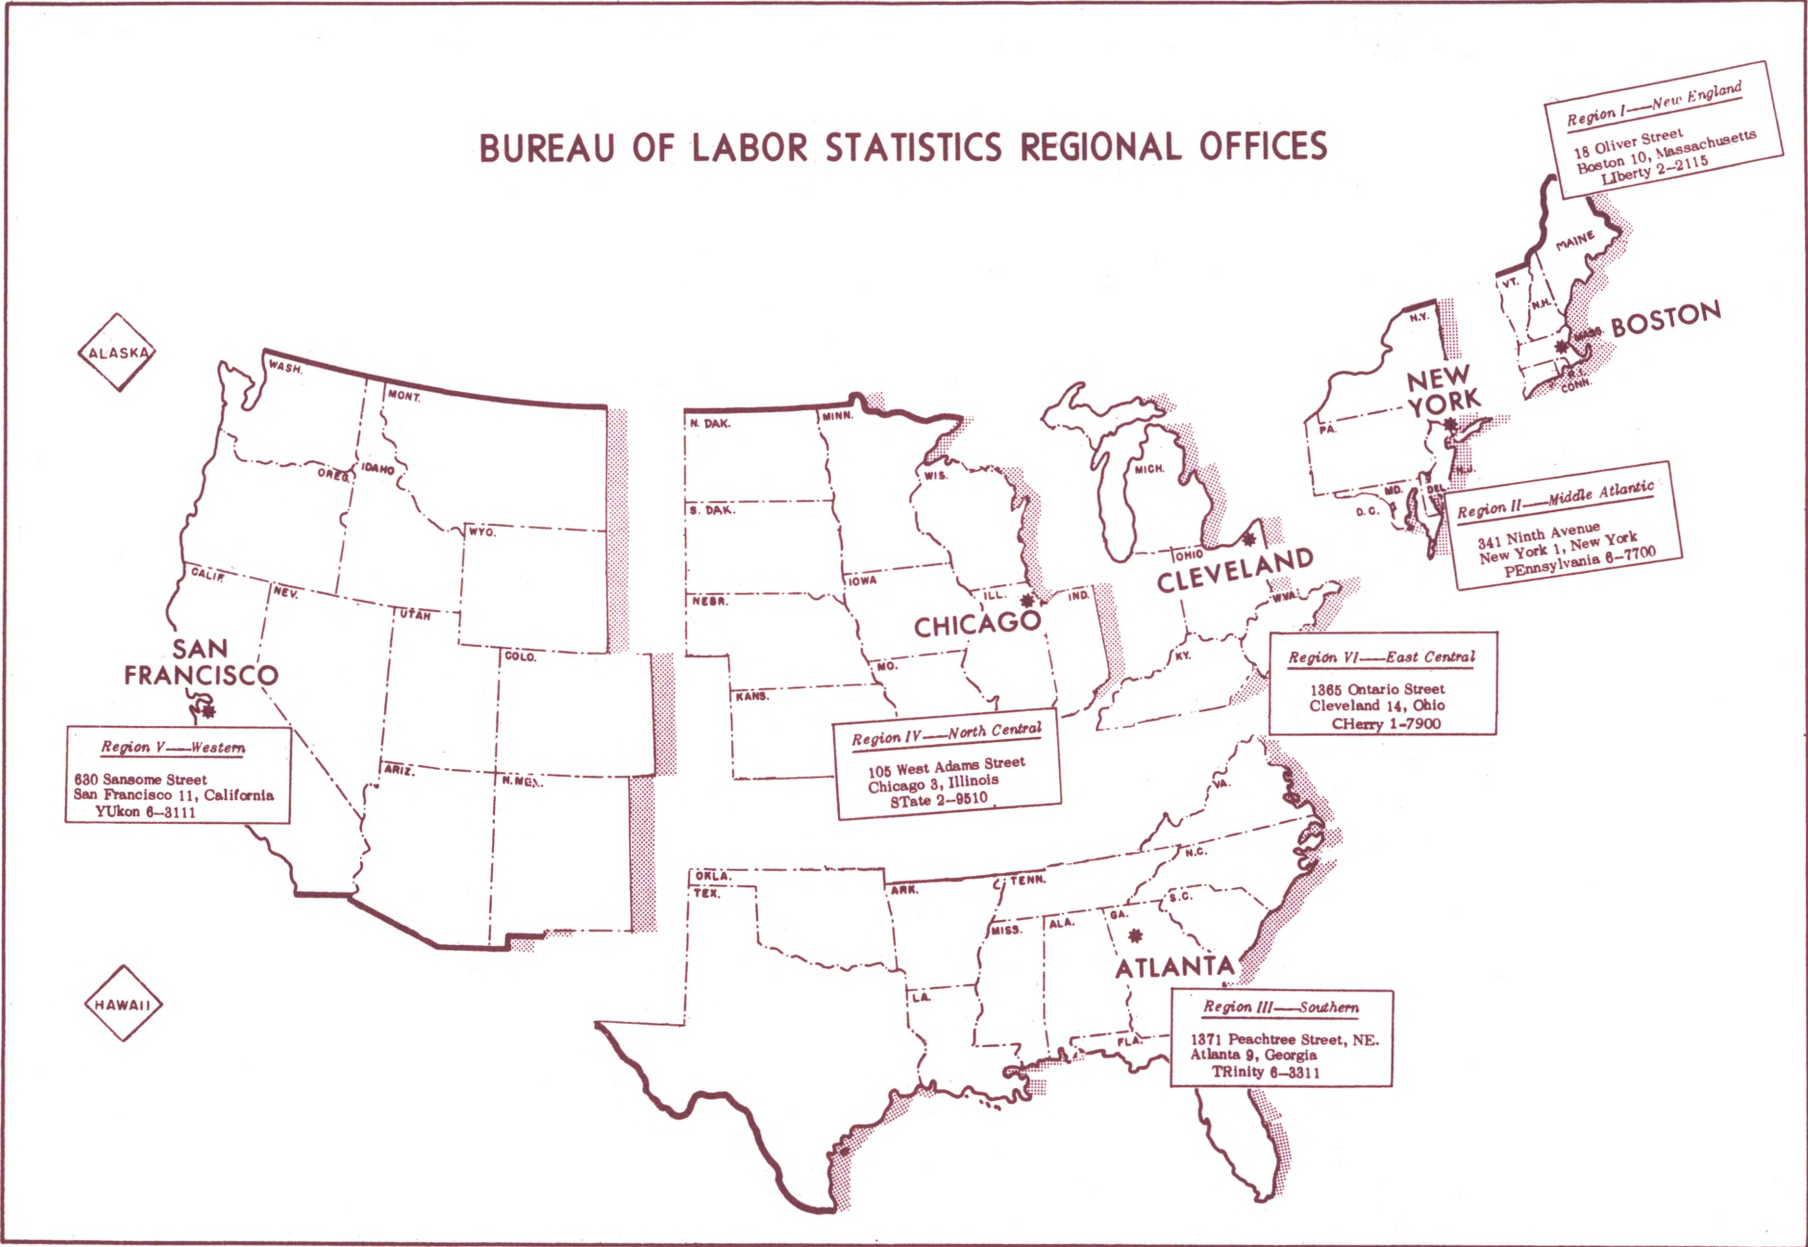 BUREAU OF LABOR STATISTICS REGIONAL OFFICES
Region I—New England
18 Oliver Street
Boston 10, Massachusetts
LIberty 2-2115
MAINE
VT.
N.H.
MASS.
BOSTON
R.I.
CONN.
N.Y.
NEW
YORK
PA.
N.J.
MD.
DEL.
D.C.
Region II—Middle Atlantic
341 Ninth Avenue
New York 1, New York
PEnnsylvania 6-7700
ALASKA
WASH.
MONT.
OREG.
IDAHO
WYO.
CALIF.
NEV.
UTAH
COLO.
SAN
FRANCISCO
ARIZ.
N.MEX.
Region V—Western
630 Sansome Street
San Francisco 11, California
YUkon 6-3111
HAWAII
N. DAK.
MINN.
S. DAK.
WIS.
NEBR.
IOWA
ILL.
IND.
CHICAGO
MO.
KANS.
Region IV—North Central
105 West Adams Street
Chicago 3, Illinois
STate 2-9510
MICH.
OHIO
CLEVELAND
W.VA.
KY.
Region VI—East Central
1365 Ontario Street
Cleveland 14, Ohio
CHerry 1-7900
VA.
N.C.
OKLA.
TEX.
ARK.
TENN.
S.C.
MISS.
ALA.
GA.
ATLANTA
LA.
FLA.
Region III—Southern
1371 Peachtree Street, NE.
Atlanta 9, Georgia
TRinity 6-3311